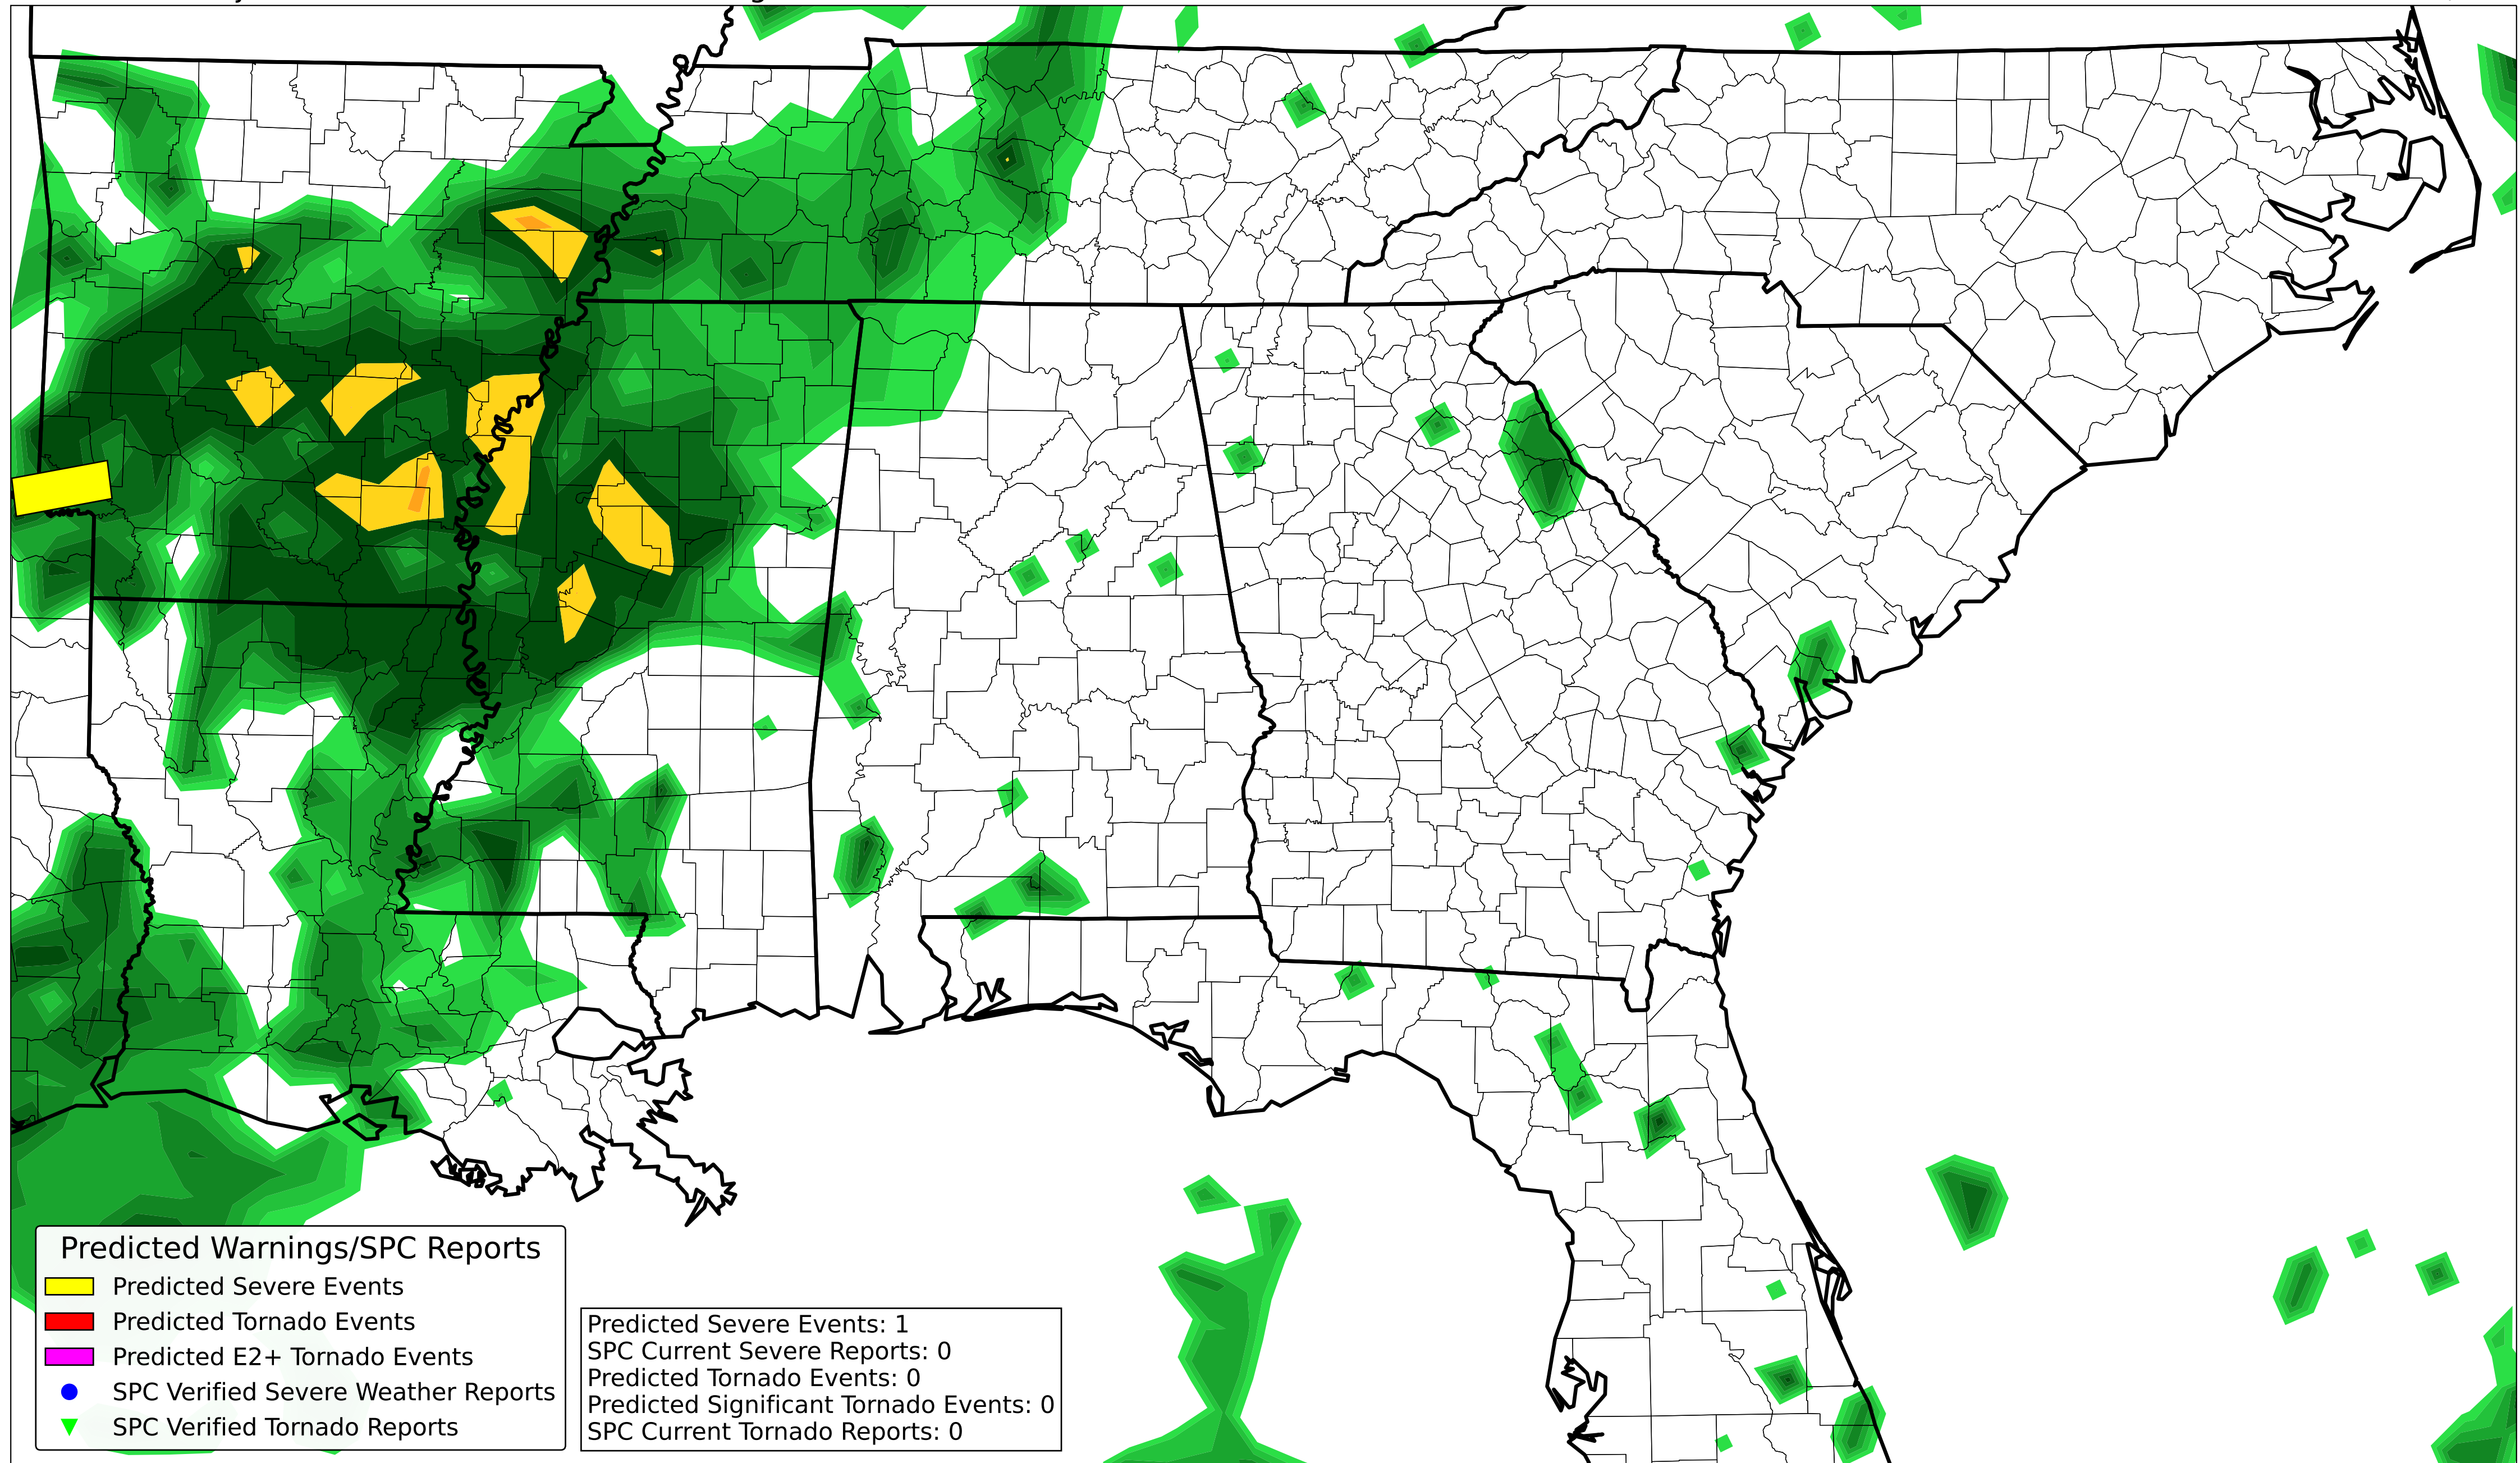 Predicted Warnings/SPC Reports
Predicted Severe Events
Predicted Tornado Events
Predicted E2+ Tornado Events
SPC Verified Severe Weather Reports
SPC Verified Tornado Reports
Predicted Severe Events: 1
SPC Current Severe Reports: 0
Predicted Tornado Events: 0
Predicted Significant Tornado Events: 0
SPC Current Tornado Reports: 0